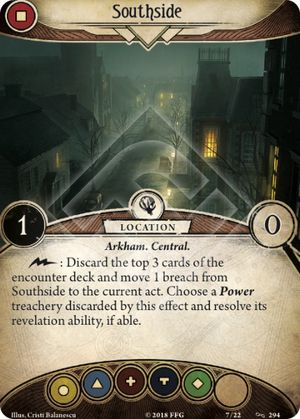 Southside
1
LOCATION
0
Arkham. Central.
: Discard the top 3 cards of the
encounter deck and move 1 breach from
Southside to the current act. Choose a Power
treachery discarded by this effect and resolve its
revelation ability, if able.
Illus. Cristi Balanescu
© 2018 FFG
7/22
294